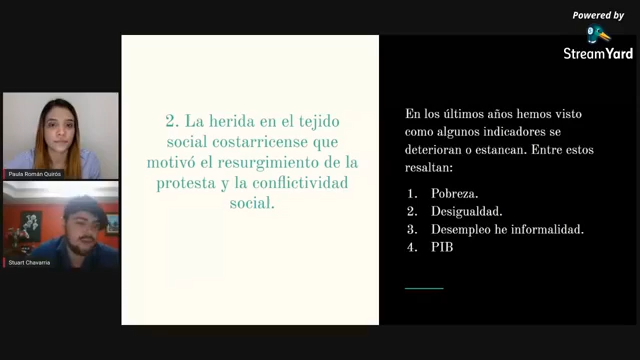 Powered by
StreamYard
2. La herida en el tejido
social costarricense que
motivó el resurgimiento de la
protesta y la conflictividad
social.
En los últimos años hemos visto
como algunos indicadores se
deterioran o estancan. Entre estos
resaltan:
1. Pobreza.
2. Desigualdad.
3. Desempleo he informalidad.
4. PIB
Paula Román Quirós
Stuart Chavarria